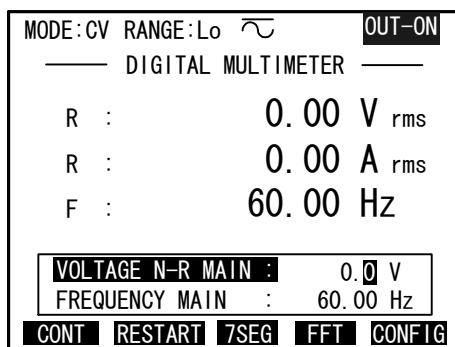 MODE:CV RANGE:Lo OUT-ON
DIGITAL MULTIMETER
R : 0.00 V rms
R : 0.00 A rms
F : 60.00 Hz
VOLTAGE N-R MAIN : 0.0 V
FREQUENCY MAIN : 60.00 Hz
CONT RESTART 7SEG FFT CONFIG